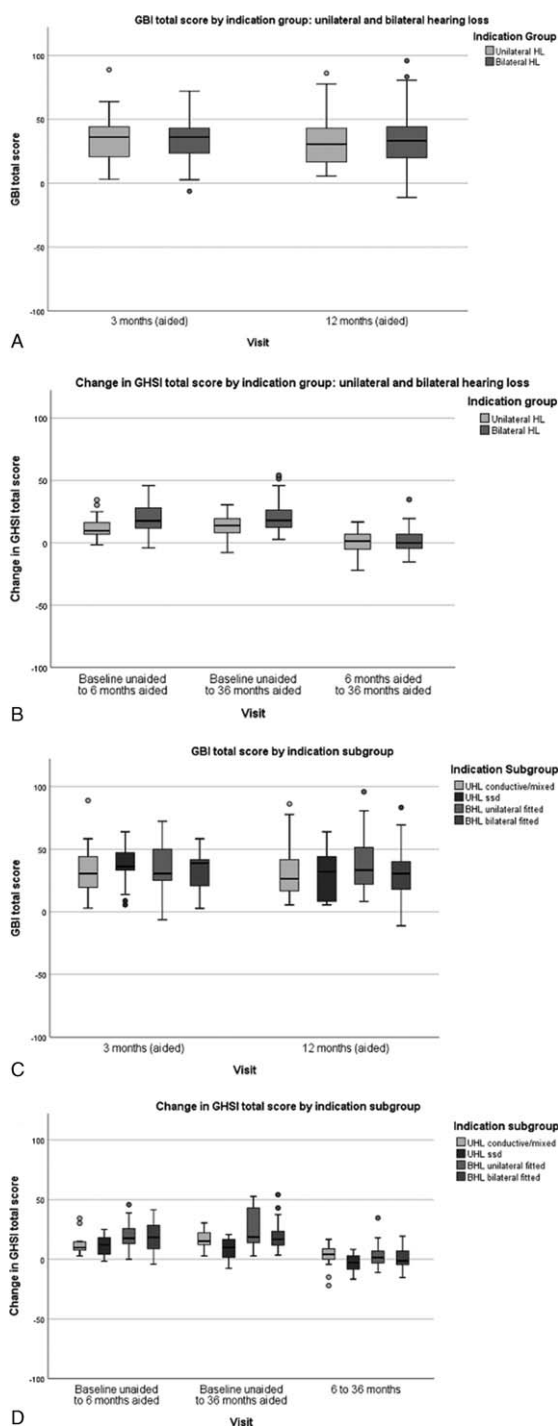 GBI total score by indication group: unilateral and bilateral hearing loss
Indication Group
Unilateral HL
Bilateral HL
100
50
0
-50
-100
GBI total score
3 months (aided)
12 months (aided)
Visit
A
Change in GHSI total score by indication group: unilateral and bilateral hearing loss
Indication group
Unilateral HL
Bilateral HL
100
50
0
-50
-100
Change in GHSI total score
Baseline unaided
to 6 months aided
Baseline unaided
to 36 months aided
6 months aided
to 36 months aided
Visit
B
GBI total score by indication subgroup
Indication Subgroup
UHL conductive/mixed
UHL ssd
BHL unilateral fitted
BHL bilateral fitted
100
50
0
-50
-100
GBI total score
3 months (aided)
12 months (aided)
Visit
C
Change in GHSI total score by indication subgroup
Indication subgroup
UHL conductive/mixed
UHL ssd
BHL unilateral fitted
BHL bilateral fitted
100
50
0
-50
-100
Change in GHSI total score
Baseline unaided
to 6 months aided
Baseline unaided
to 36 months aided
6 to 36 months
Visit
D